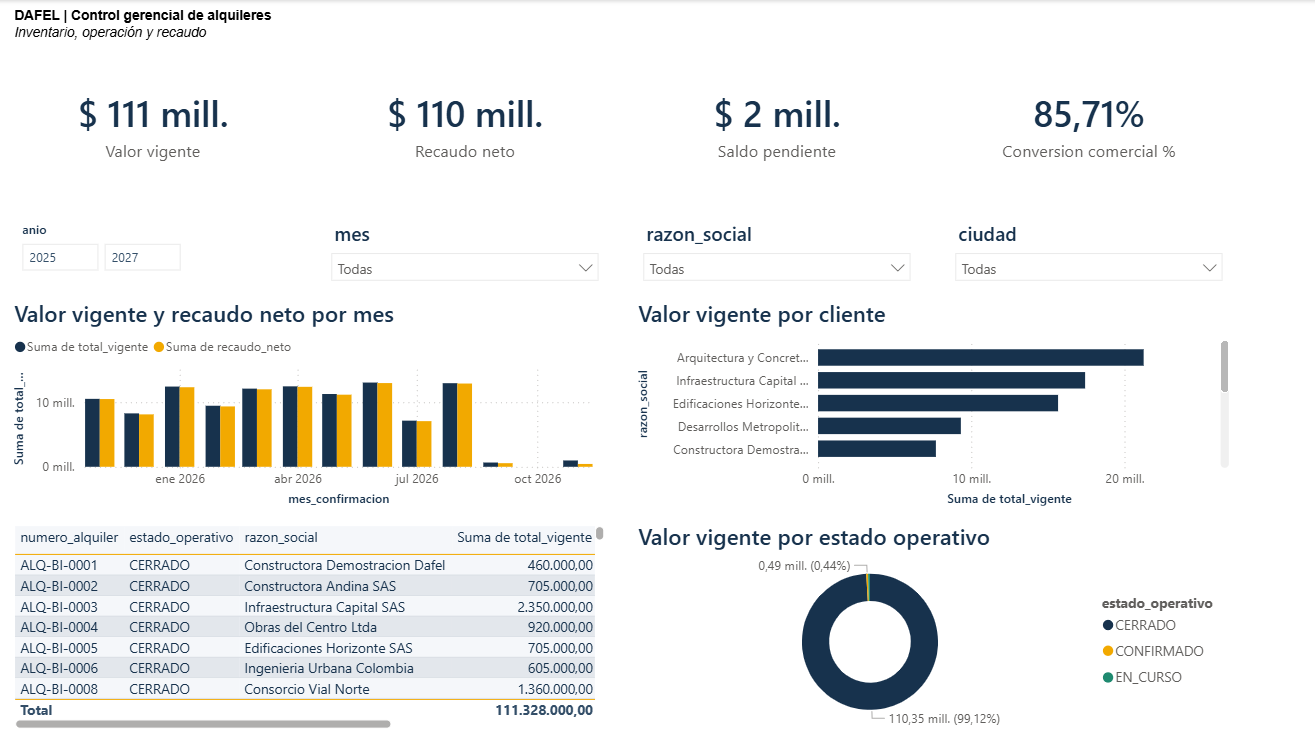 DAFEL | Control gerencial de alquileres
Inventario, operación y recaudo
$ 111 mill.
Valor vigente
$ 110 mill.
Recaudo neto
$ 2 mill.
Saldo pendiente
85,71%
Conversion comercial %
anio
2025 2027
mes
Todas
razon_social
Todas
ciudad
Todas
Valor vigente y recaudo neto por mes
Suma de total_vigente Suma de recaudo_neto
Suma de total_...
10 mill.
0 mill.
ene 2026 abr 2026 jul 2026 oct 2026
mes_confirmacion
Valor vigente por cliente
razon_social
Arquitectura y Concret...
Infraestructura Capital ...
Edificaciones Horizonte...
Desarrollos Metropolit...
Constructora Demostra...
0 mill. 10 mill. 20 mill.
Suma de total_vigente
numero_alquiler estado_operativo razon_social Suma de total_vigente
ALQ-BI-0001 CERRADO Constructora Demostracion Dafel 460.000,00
ALQ-BI-0002 CERRADO Constructora Andina SAS 705.000,00
ALQ-BI-0003 CERRADO Infraestructura Capital SAS 2.350.000,00
ALQ-BI-0004 CERRADO Obras del Centro Ltda 920.000,00
ALQ-BI-0005 CERRADO Edificaciones Horizonte SAS 705.000,00
ALQ-BI-0006 CERRADO Ingenieria Urbana Colombia 605.000,00
ALQ-BI-0008 CERRADO Consorcio Vial Norte 1.360.000,00
Total 111.328.000,00
Valor vigente por estado operativo
0,49 mill. (0,44%)
110,35 mill. (99,12%)
estado_operativo
CERRADO
CONFIRMADO
EN_CURSO